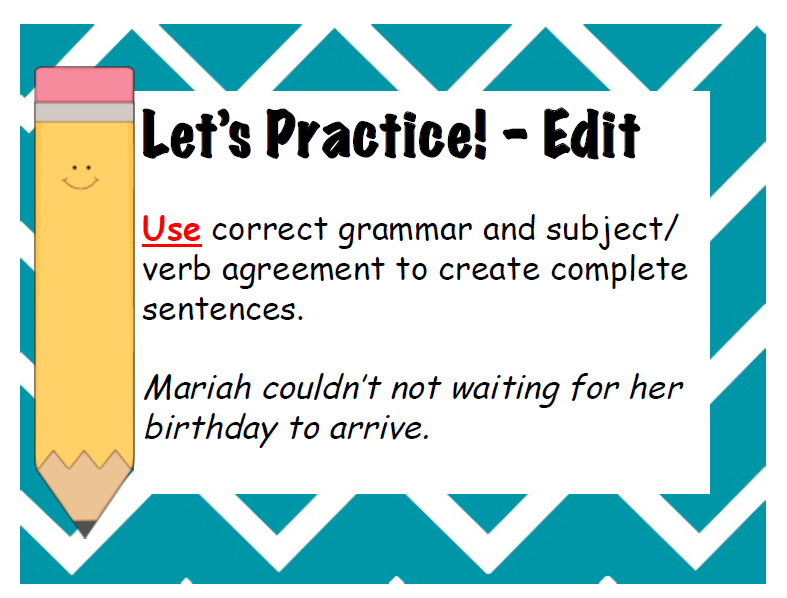 Let's Practice! - Edit
Use correct grammar and subject/
verb agreement to create complete
sentences.
Mariah couldn't not waiting for her
birthday to arrive.